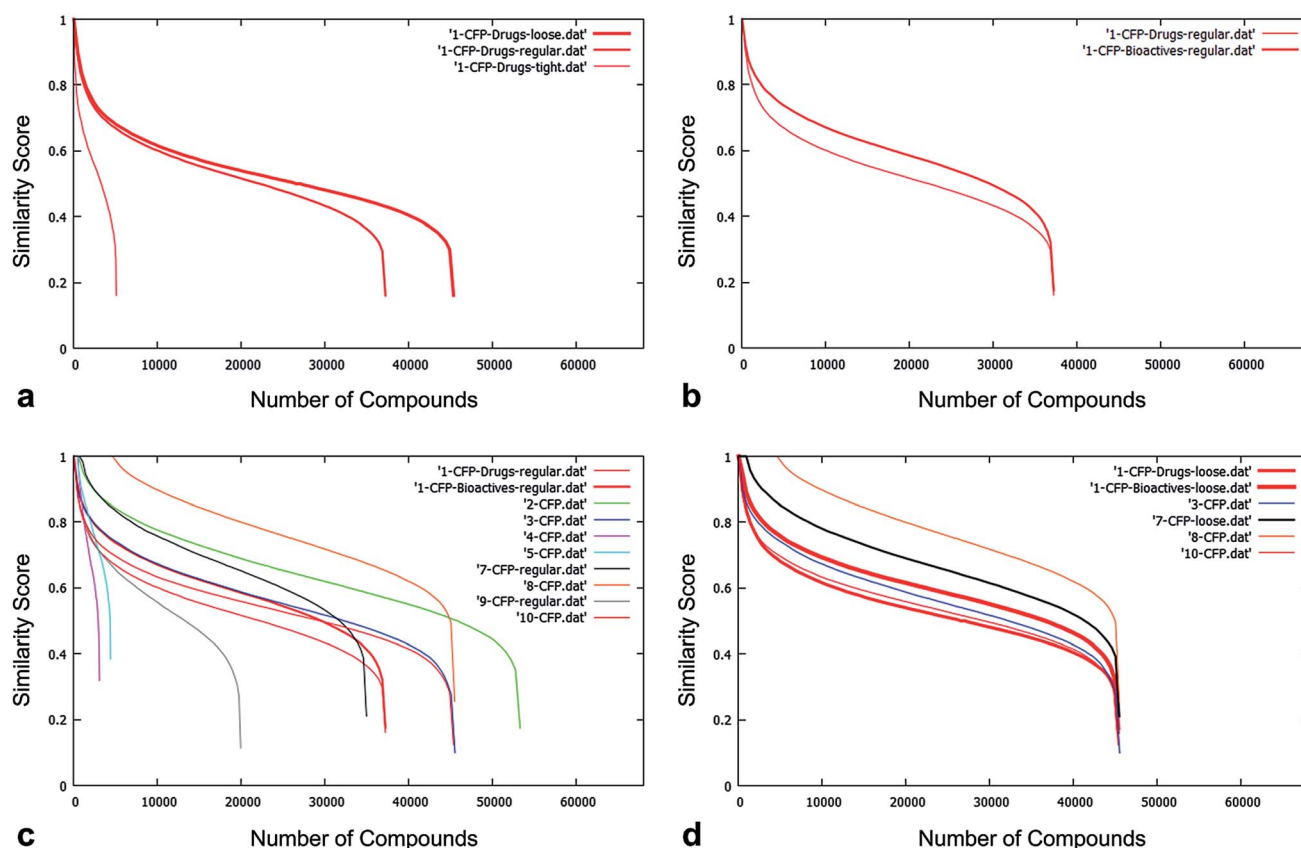 1
0.8
0.6
0.4
0.2
0
0 10000 20000 30000 40000 50000 60000
Similarity Score
Number of Compounds
'1-CFP-Drugs-loose.dat'
'1-CFP-Drugs-regular.dat'
'1-CFP-Drugs-tight.dat'
a
1
0.8
0.6
0.4
0.2
0
0 10000 20000 30000 40000 50000 60000
Similarity Score
Number of Compounds
'1-CFP-Drugs-regular.dat'
'1-CFP-Bioactives-regular.dat'
b
1
0.8
0.6
0.4
0.2
0
0 10000 20000 30000 40000 50000 60000
Similarity Score
Number of Compounds
'1-CFP-Drugs-regular.dat'
'1-CFP-Bioactives-regular.dat'
'2-CFP.dat'
'3-CFP.dat'
'4-CFP.dat'
'5-CFP.dat'
'7-CFP-regular.dat'
'8-CFP.dat'
'9-CFP-regular.dat'
'10-CFP.dat'
c
1
0.8
0.6
0.4
0.2
0
0 10000 20000 30000 40000 50000 60000
Similarity Score
Number of Compounds
'1-CFP-Drugs-loose.dat'
'1-CFP-Bioactives-loose.dat'
'3-CFP.dat'
'7-CFP-loose.dat'
'8-CFP.dat'
'10-CFP.dat'
d